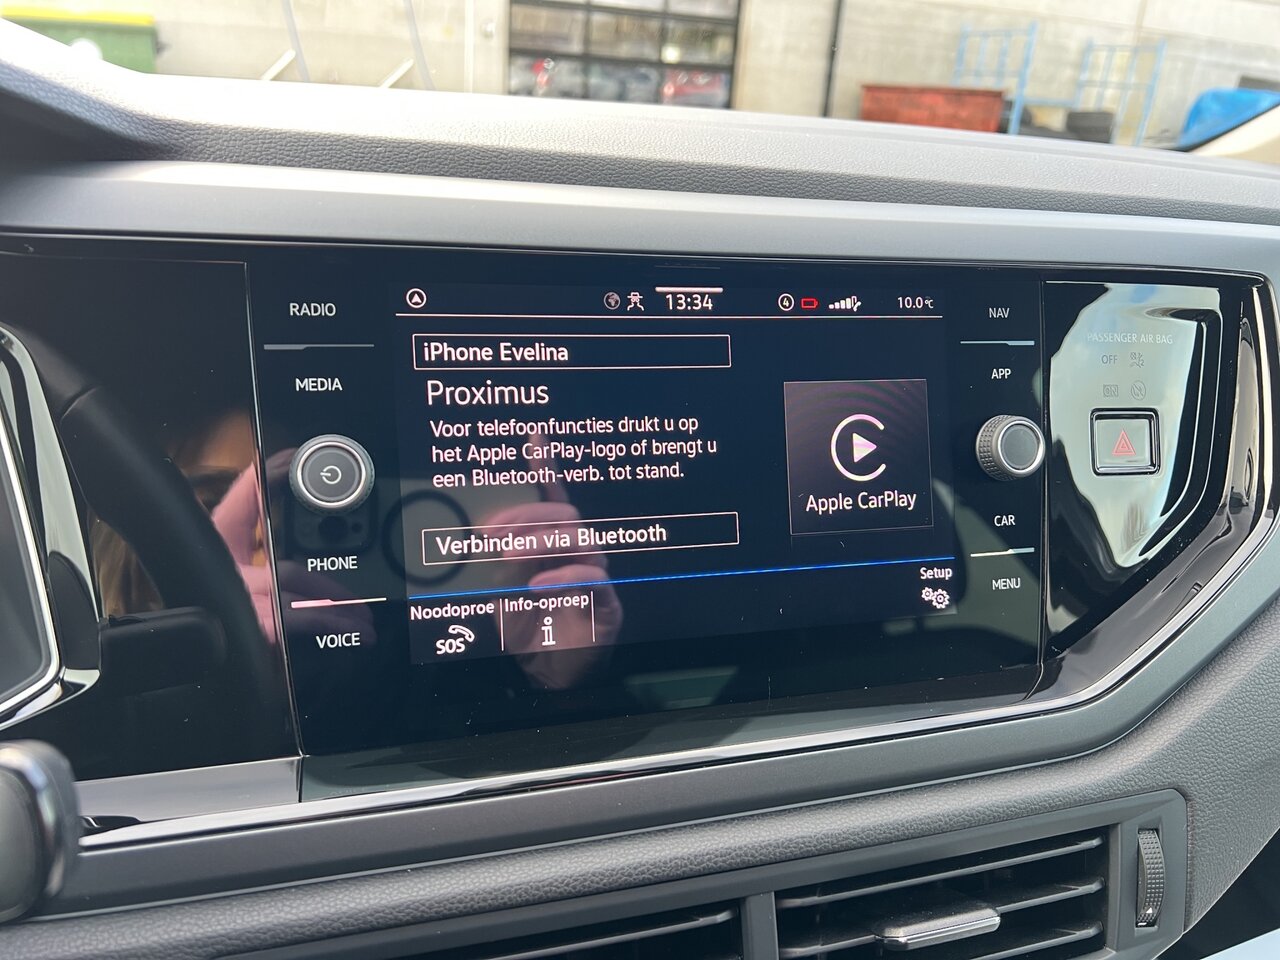 RADIO
MEDIA
PHONE
VOICE
13:34
4
10.0°C
iPhone Evelina
Proximus
Voor telefoonfuncties drukt u op
het Apple CarPlay-logo of brengt u
een Bluetooth-verb. tot stand.
Apple CarPlay
Verbinden via Bluetooth
Noodoproe
SOS
Info-oproep
i
Setup
NAV
APP
CAR
MENU
PASSENGER AIR BAG
OFF
ON